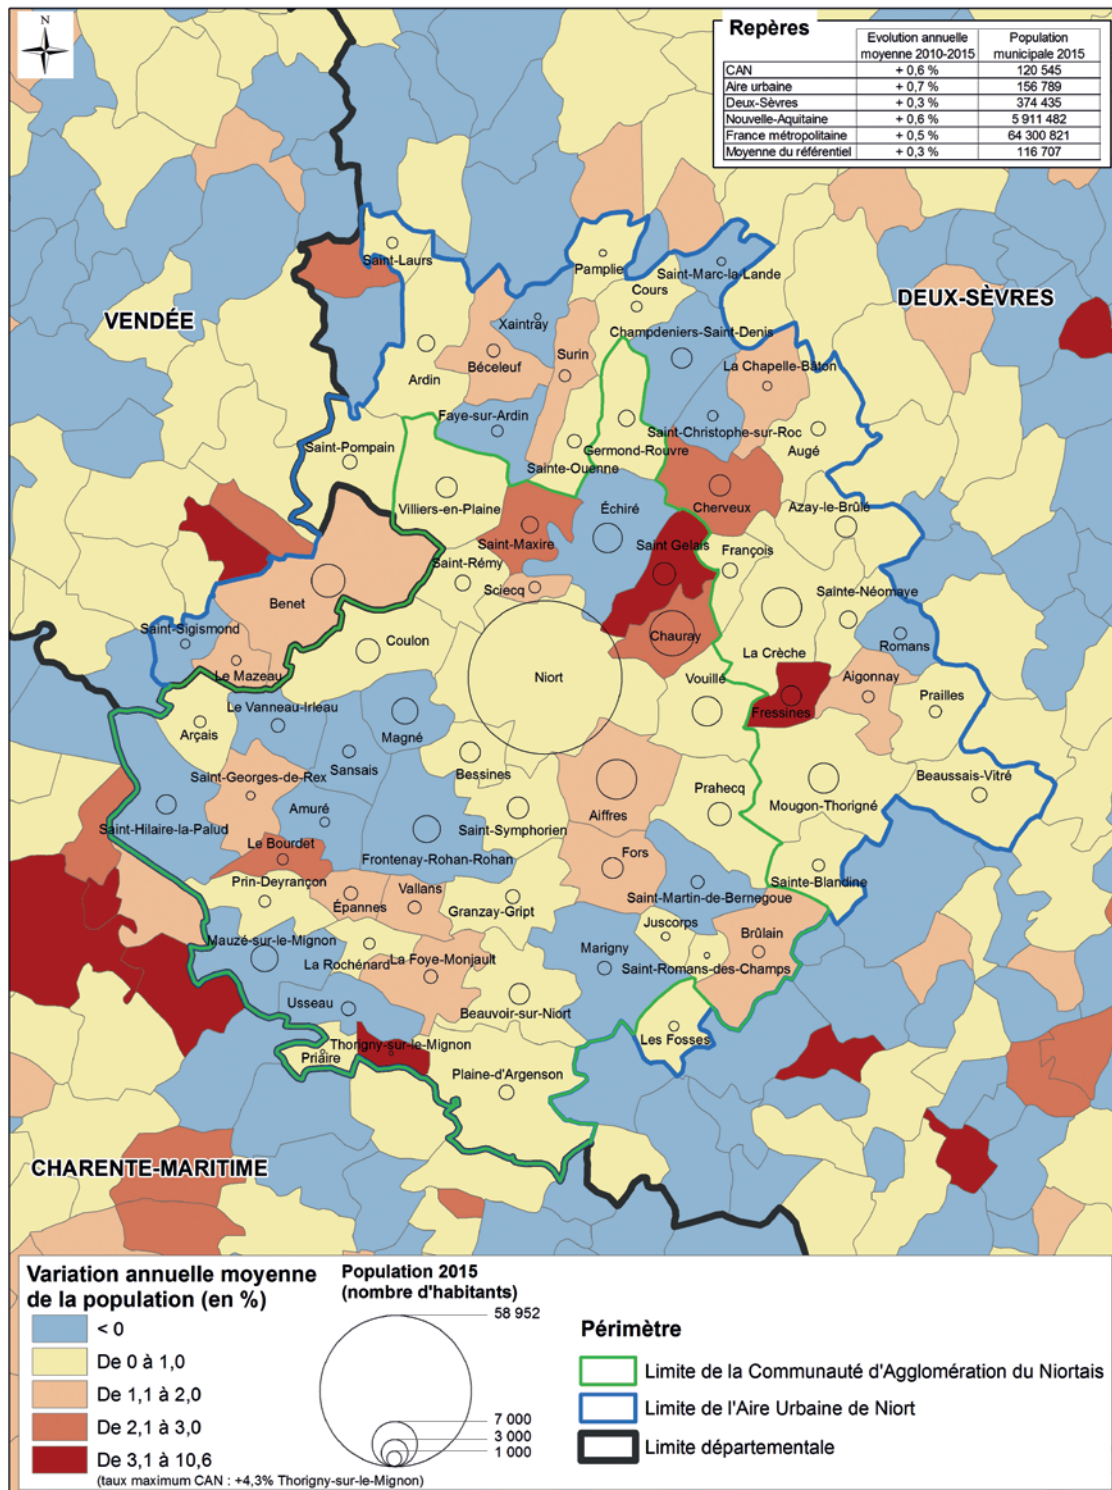 N
Repères
Evolution annuelle moyenne 2010-2015
Population municipale 2015
CAN + 0,6 % 120 545
Aire urbaine + 0,7 % 156 789
Deux-Sèvres + 0,3 % 374 435
Nouvelle-Aquitaine + 0,6 % 5 911 482
France métropolitaine + 0,5 % 64 300 821
Moyenne du référentiel + 0,3 % 116 707
Saint-Laurs
Pamplie
Saint-Marc-la-Lande
Cours
DEUX-SÈVRES
VENDÉE
Xaintray
Champdeniers-Saint-Denis
Surin
Béceleuf
La Chapelle-Bâton
Ardin
Faye-sur-Ardin
Saint-Christophe-sur-Roc
Saint-Pompain
Germond-Rouvre
Augé
Sainte-Ouenne
Villiers-en-Plaine
Échiré
Cherveux
Azay-le-Brûlé
Saint-Maxire
Saint Gelais
François
Saint-Rémy
Sciecq
Sainte-Néomaye
Benet
Saint-Sigismond
Chauray
Coulon
La Crèche
Romans
Le Mazeau
Niort
Vouillé
Aigonnay
Prailles
Le Vanneau-Irleau
Fressines
Arçais
Magné
Sansais
Bessines
Saint-Georges-de-Rex
Beaussais-Vitré
Prahecq
Mougon-Thorigné
Amuré
Aiffres
Saint-Hilaire-la-Palud
Saint-Symphorien
Le Bourdet
Frontenay-Rohan-Rohan
Fors
Prin-Deyrançon
Vallans
Sainte-Blandine
Épannes
Saint-Martin-de-Bernegoue
Granzay-Gript
Juscorps
Brûlain
Mauzé-sur-le-Mignon
Marigny
La Rochénard
La Foye-Monjault
Saint-Romans-des-Champs
Usseau
Beauvoir-sur-Niort
Les Fosses
Thorigny-sur-le-Mignon
Priaire
Plaine-d'Argenson
CHARENTE-MARITIME
Variation annuelle moyenne
de la population (en %)
< 0
De 0 à 1,0
De 1,1 à 2,0
De 2,1 à 3,0
De 3,1 à 10,6
(taux maximum CAN : +4,3% Thorigny-sur-le-Mignon)
Population 2015
(nombre d'habitants)
58 952
7 000
3 000
1 000
Périmètre
Limite de la Communauté d'Agglomération du Niortais
Limite de l'Aire Urbaine de Niort
Limite départementale